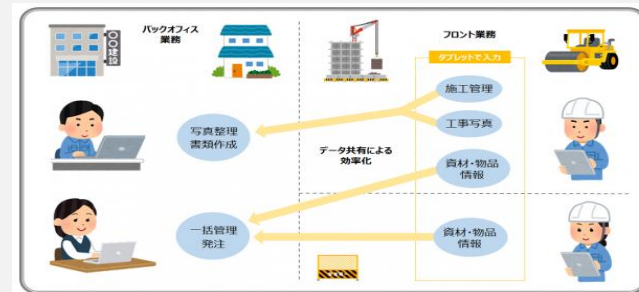 バックオフィス
業務
〇〇建設
フロント業務
タブレットで入力
施工管理
工事写真
写真整理
書類作成
データ共有による
効率化
資材・物品
情報
一括管理
発注
資材・物品
情報